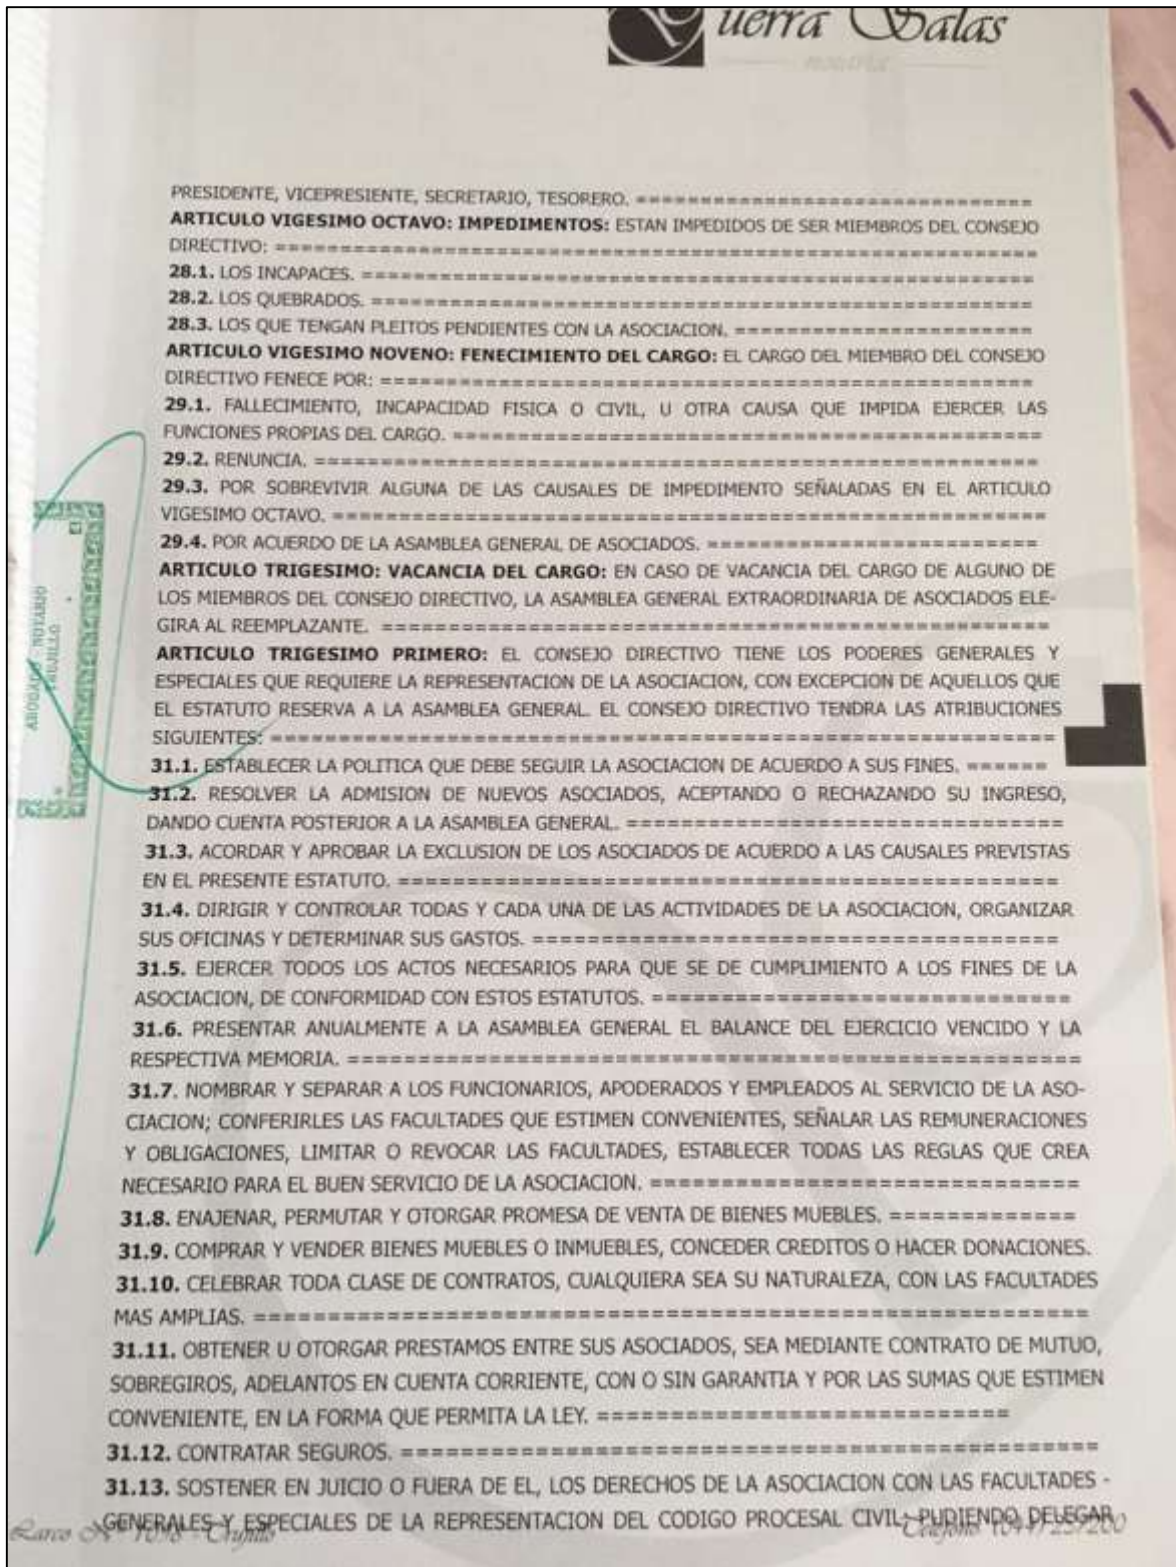 Guerra Salas
NOTARIA
PRESIDENTE, VICEPRESIENTE, SECRETARIO, TESORERO. ==============================
ARTICULO VIGESIMO OCTAVO: IMPEDIMENTOS: ESTAN IMPEDIDOS DE SER MIEMBROS DEL CONSEJO
DIRECTIVO: ==========================================================
28.1. LOS INCAPACES. ===================================================
28.2. LOS QUEBRADOS. ==================================================
28.3. LOS QUE TENGAN PLEITOS PENDIENTES CON LA ASOCIACION. =======================
ARTICULO VIGESIMO NOVENO: FENECIMIENTO DEL CARGO: EL CARGO DEL MIEMBRO DEL CONSEJO
DIRECTIVO FENECE POR: =================================================
29.1. FALLECIMIENTO, INCAPACIDAD FISICA O CIVIL, U OTRA CAUSA QUE IMPIDA EJERCER LAS
FUNCIONES PROPIAS DEL CARGO. ============================================
29.2. RENUNCIA. ======================================================
29.3. POR SOBREVIVIR ALGUNA DE LAS CAUSALES DE IMPEDIMENTO SEÑALADAS EN EL ARTICULO
VIGESIMO OCTAVO. =====================================================
29.4. POR ACUERDO DE LA ASAMBLEA GENERAL DE ASOCIADOS. =========================
ARTICULO TRIGESIMO: VACANCIA DEL CARGO: EN CASO DE VACANCIA DEL CARGO DE ALGUNO DE
LOS MIEMBROS DEL CONSEJO DIRECTIVO, LA ASAMBLEA GENERAL EXTRAORDINARIA DE ASOCIADOS ELE-
GIRA AL REEMPLAZANTE. ==================================================
ARTICULO TRIGESIMO PRIMERO: EL CONSEJO DIRECTIVO TIENE LOS PODERES GENERALES Y
ESPECIALES QUE REQUIERE LA REPRESENTACION DE LA ASOCIACION, CON EXCEPCION DE AQUELLOS QUE
EL ESTATUTO RESERVA A LA ASAMBLEA GENERAL. EL CONSEJO DIRECTIVO TENDRA LAS ATRIBUCIONES
SIGUIENTES: ==========================================================
31.1. ESTABLECER LA POLITICA QUE DEBE SEGUIR LA ASOCIACION DE ACUERDO A SUS FINES. ======
31.2. RESOLVER LA ADMISION DE NUEVOS ASOCIADOS, ACEPTANDO O RECHAZANDO SU INGRESO,
DANDO CUENTA POSTERIOR A LA ASAMBLEA GENERAL. ================================
31.3. ACORDAR Y APROBAR LA EXCLUSION DE LOS ASOCIADOS DE ACUERDO A LAS CAUSALES PREVISTAS
EN EL PRESENTE ESTATUTO. ================================================
31.4. DIRIGIR Y CONTROLAR TODAS Y CADA UNA DE LAS ACTIVIDADES DE LA ASOCIACION, ORGANIZAR
SUS OFICINAS Y DETERMINAR SUS GASTOS. ======================================
31.5. EJERCER TODOS LOS ACTOS NECESARIOS PARA QUE SE DE CUMPLIMIENTO A LOS FINES DE LA
ASOCIACION, DE CONFORMIDAD CON ESTOS ESTATUTOS. ==============================
31.6. PRESENTAR ANUALMENTE A LA ASAMBLEA GENERAL EL BALANCE DEL EJERCICIO VENCIDO Y LA
RESPECTIVA MEMORIA. ===================================================
31.7. NOMBRAR Y SEPARAR A LOS FUNCIONARIOS, APODERADOS Y EMPLEADOS AL SERVICIO DE LA ASO-
CIACION; CONFERIRLES LAS FACULTADES QUE ESTIMEN CONVENIENTES, SEÑALAR LAS REMUNERACIONES
Y OBLIGACIONES, LIMITAR O REVOCAR LAS FACULTADES, ESTABLECER TODAS LAS REGLAS QUE CREA
NECESARIO PARA EL BUEN SERVICIO DE LA ASOCIACION. ==============================
31.8. ENAJENAR, PERMUTAR Y OTORGAR PROMESA DE VENTA DE BIENES MUEBLES. =============
31.9. COMPRAR Y VENDER BIENES MUEBLES O INMUEBLES, CONCEDER CREDITOS O HACER DONACIONES.
31.10. CELEBRAR TODA CLASE DE CONTRATOS, CUALQUIERA SEA SU NATURALEZA, CON LAS FACULTADES
MAS AMPLIAS. =========================================================
31.11. OBTENER U OTORGAR PRESTAMOS ENTRE SUS ASOCIADOS, SEA MEDIANTE CONTRATO DE MUTUO,
SOBREGIROS, ADELANTOS EN CUENTA CORRIENTE, CON O SIN GARANTIA Y POR LAS SUMAS QUE ESTIMEN
CONVENIENTE, EN LA FORMA QUE PERMITA LA LEY. =============================
31.12. CONTRATAR SEGUROS. ===============================================
31.13. SOSTENER EN JUICIO O FUERA DE EL, LOS DERECHOS DE LA ASOCIACION CON LAS FACULTADES -
GENERALES Y ESPECIALES DE LA REPRESENTACION DEL CODIGO PROCESAL CIVIL; PUDIENDO DELEGAR
Larco Nº 1098 - Trujillo
ABOGADO - NOTARIO
TRUJILLO